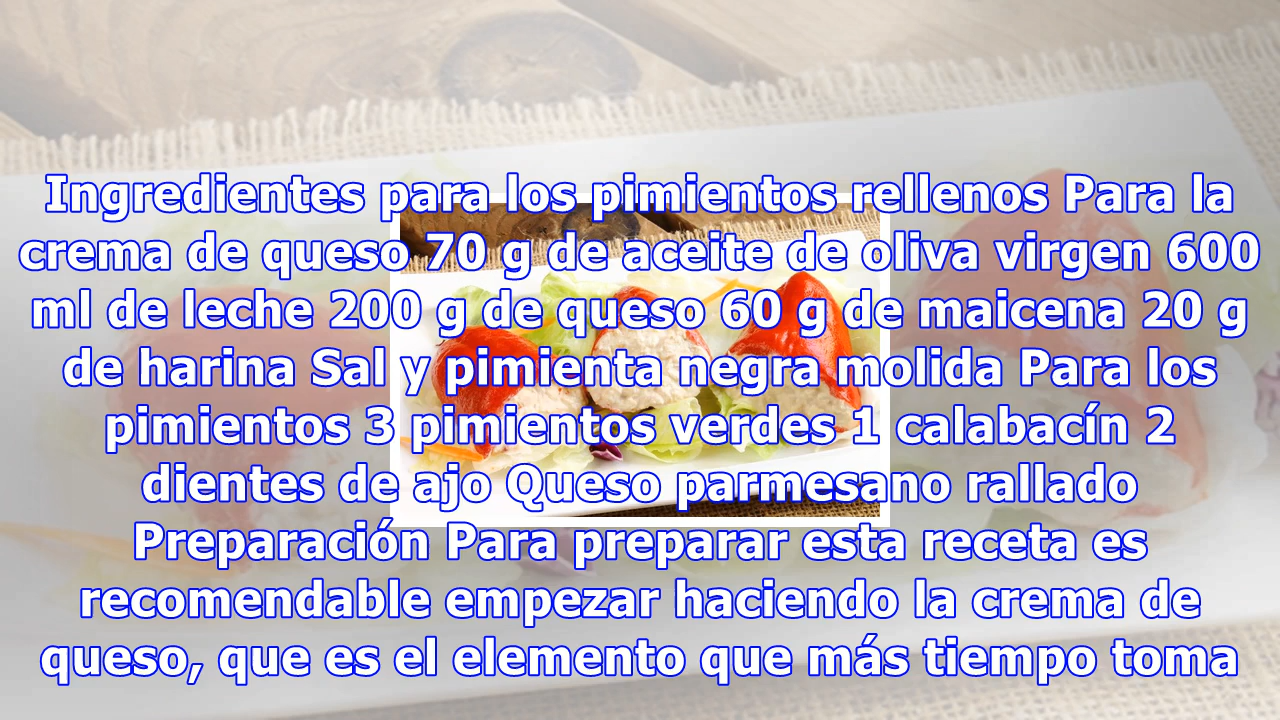 Ingredientes para los pimientos rellenos Para la
crema de queso 70 g de aceite de oliva virgen 600
ml de leche 200 g de queso 60 g de maicena 20 g
de harina Sal y pimienta negra molida Para los
pimientos 3 pimientos verdes 1 calabacín 2
dientes de ajo Queso parmesano rallado
Preparación Para preparar esta receta es
recomendable empezar haciendo la crema de
queso, que es el elemento que más tiempo toma